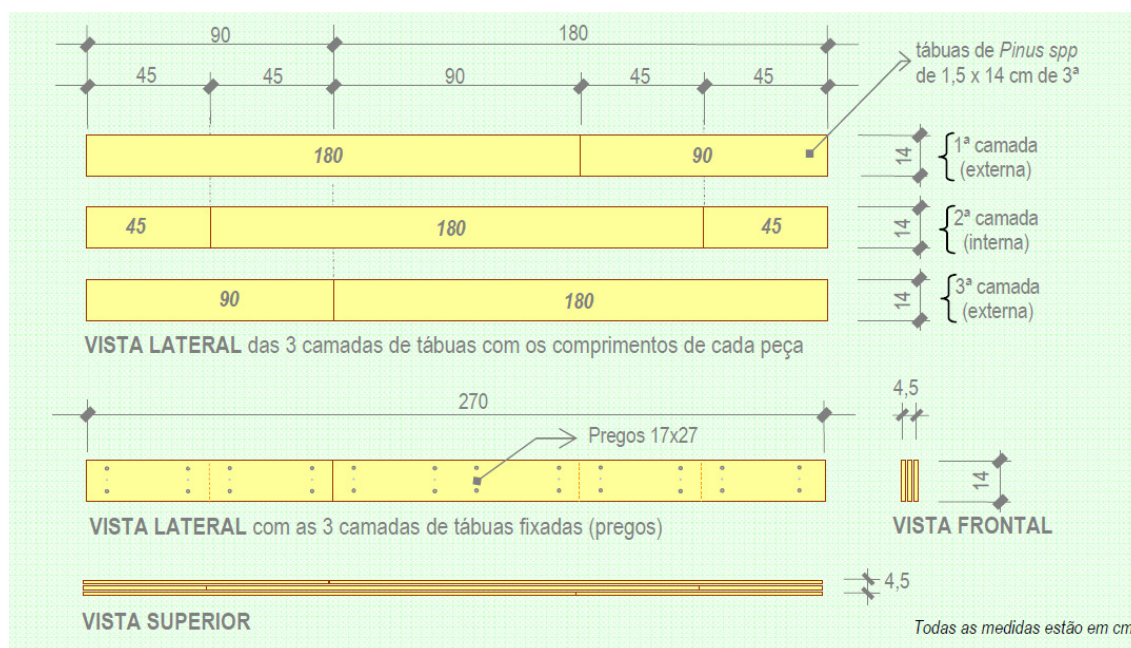 90 180
45 45 90 45 45
tábuas de Pinus spp
de 1,5 x 14 cm de 3ª
180 90
14
1ª camada
(externa)
45 180 45
14
2ª camada
(interna)
90 180
14
3ª camada
(externa)
VISTA LATERAL das 3 camadas de tábuas com os comprimentos de cada peça
270
4,5
Pregos 17x27
14
VISTA LATERAL com as 3 camadas de tábuas fixadas (pregos)
VISTA FRONTAL
4,5
VISTA SUPERIOR
Todas as medidas estão em cm